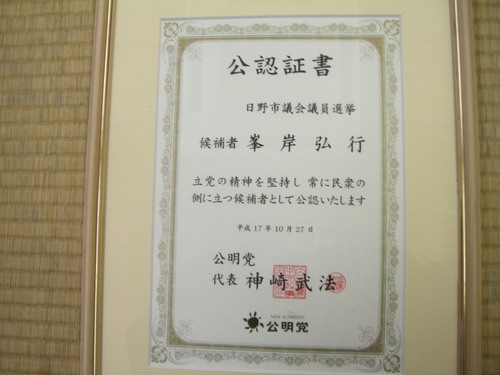 公認証書
日野市議会議員選挙
候補者 峯岸弘行
立党の精神を堅持し 常に民衆の
側に立つ候補者として公認いたします
平成17年10月27日
公明党
代表 神崎武法
NEW KOMEITO
公明党